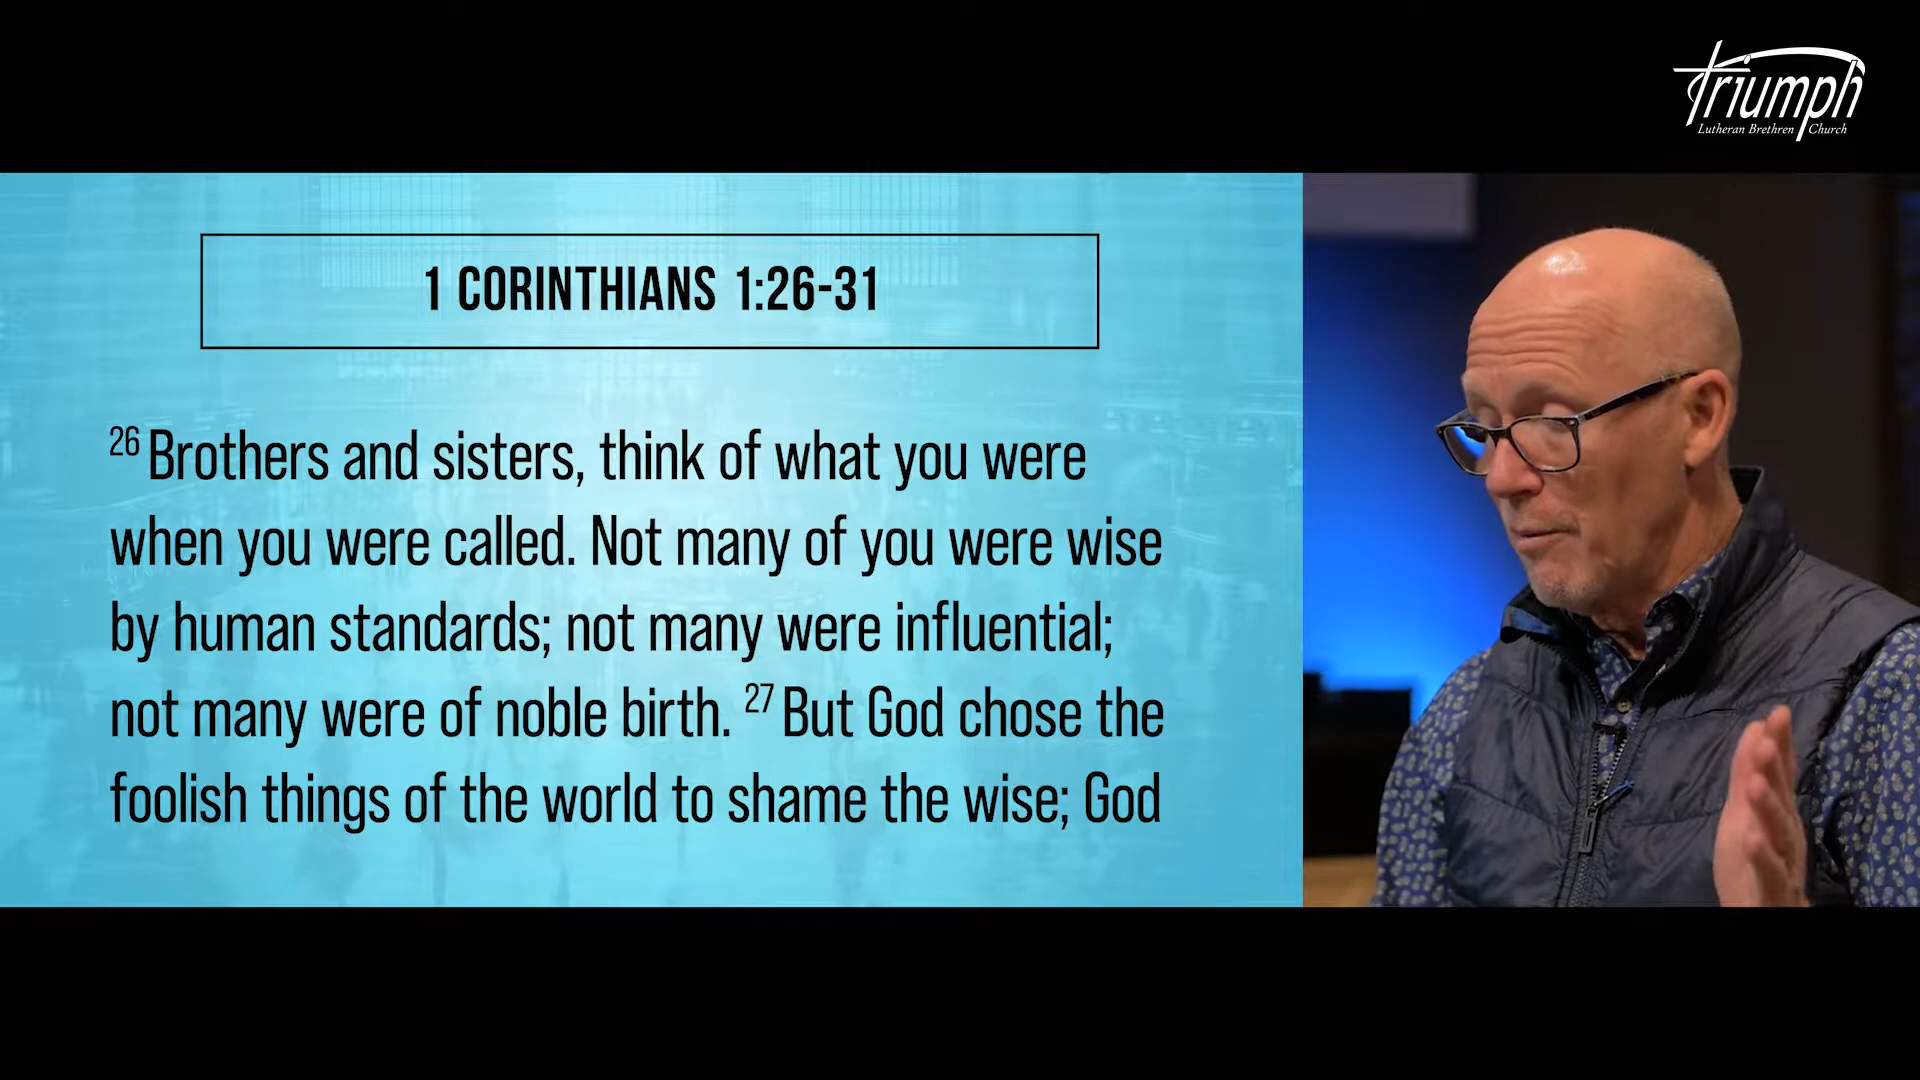 Triumph
Lutheran Brethren Church
1 CORINTHIANS 1:26-31
26 Brothers and sisters, think of what you were
when you were called. Not many of you were wise
by human standards; not many were influential;
not many were of noble birth. 27 But God chose the
foolish things of the world to shame the wise; God